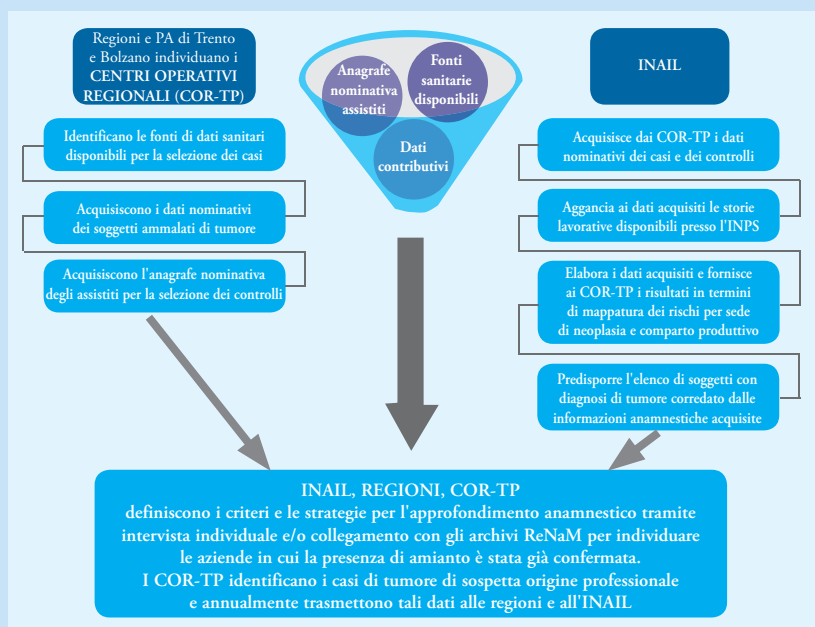 Regioni e PA di Trento
e Bolzano individuano i
CENTRI OPERATIVI
REGIONALI (COR-TP)
Identificano le fonti di dati sanitari
disponibili per la selezione dei casi
Acquisiscono i dati nominativi
dei soggetti ammalati di tumore
Acquisiscono l'anagrafe nominativa
degli assistiti per la selezione dei controlli
Anagrafe
nominativa
assistiti
Fonti
sanitarie
disponibili
Dati
contributivi
INAIL
Acquisisce dai COR-TP i dati
nominativi dei casi e dei controlli
Aggancia ai dati acquisiti le storie
lavorative disponibili presso l'INPS
Elabora i dati acquisiti e fornisce
ai COR-TP i risultati in termini
di mappatura dei rischi per sede
di neoplasia e comparto produttivo
Predisporre l'elenco di soggetti con
diagnosi di tumore corredato dalle
informazioni anamnestiche acquisite
INAIL, REGIONI, COR-TP
definiscono i criteri e le strategie per l'approfondimento anamnestico tramite
intervista individuale e/o collegamento con gli archivi ReNaM per individuare
le aziende in cui la presenza di amianto è stata già confermata.
I COR-TP identificano i casi di tumore di sospetta origine professionale
e annualmente trasmettono tali dati alle regioni e all'INAIL